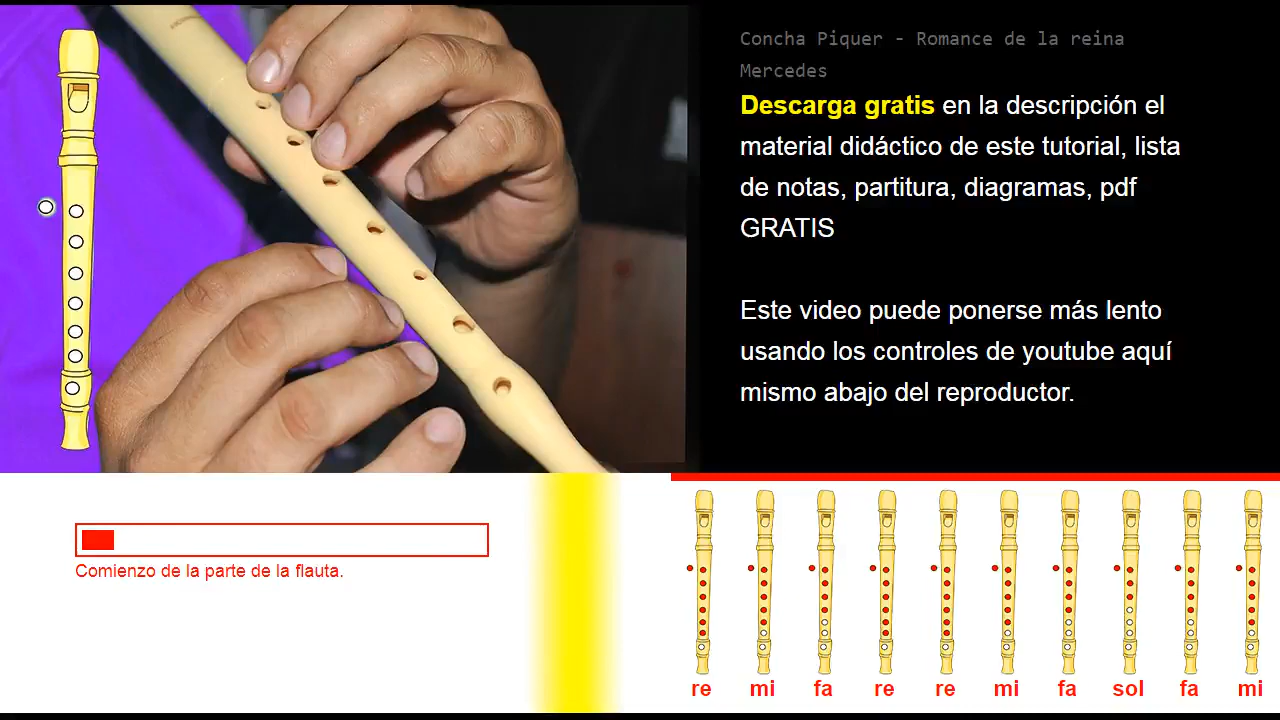 Concha Piquer - Romance de la reina
Mercedes
Descarga gratis en la descripción el
material didáctico de este tutorial, lista
de notas, partitura, diagramas, pdf
GRATIS
Este video puede ponerse más lento
usando los controles de youtube aquí
mismo abajo del reproductor.
Comienzo de la parte de la flauta.
re mi fa re re mi fa sol fa mi